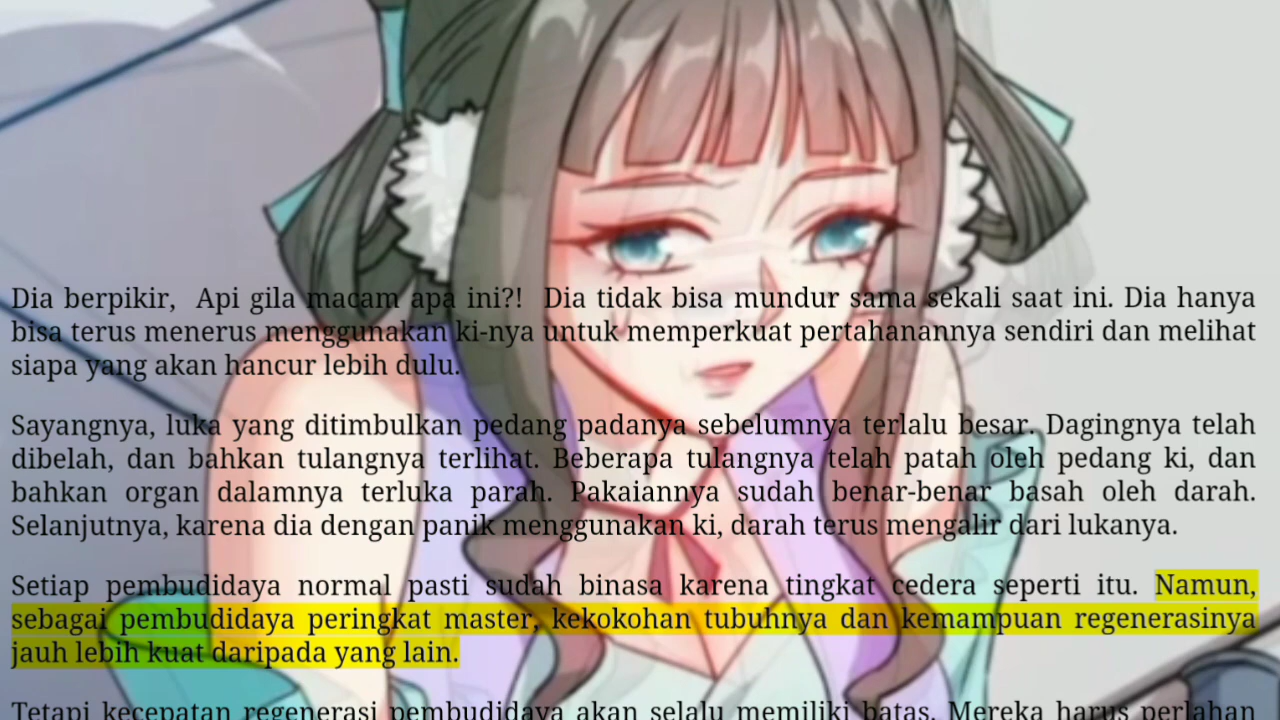 Dia berpikir, Api gila macam apa ini?! Dia tidak bisa mundur sama sekali saat ini. Dia hanya
bisa terus menerus menggunakan ki-nya untuk memperkuat pertahanannya sendiri dan melihat
siapa yang akan hancur lebih dulu.
Sayangnya, luka yang ditimbulkan pedang padanya sebelumnya terlalu besar. Dagingnya telah
dibelah, dan bahkan tulangnya terlihat. Beberapa tulangnya telah patah oleh pedang ki, dan
bahkan organ dalamnya terluka parah. Pakaiannya sudah benar-benar basah oleh darah.
Selanjutnya, karena dia dengan panik menggunakan ki, darah terus mengalir dari lukanya.
Setiap pembudidaya normal pasti sudah binasa karena tingkat cedera seperti itu. Namun,
sebagai pembudidaya peringkat master, kekokohan tubuhnya dan kemampuan regenerasinya
jauh lebih kuat daripada yang lain.
Tetapi kecepatan regenerasi pembudidaya akan selalu memiliki batas. Mereka harus perlahan